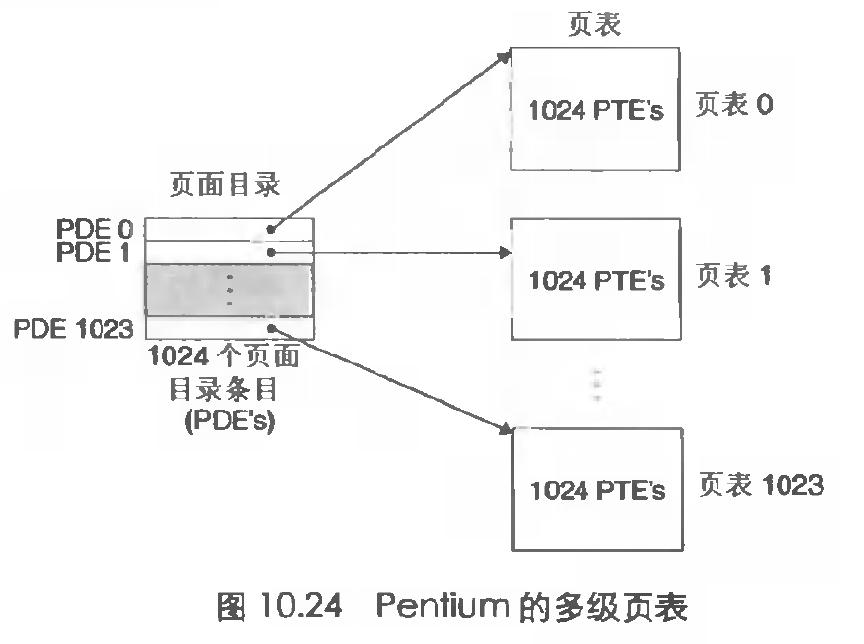 页表
1024 PTE's
页表 0
页面目录
PDE 0
PDE 1
1024 PTE's
页表 1
PDE 1023
1024 个页面
目录条目
(PDE's)
1024 PTE's
页表 1023
图 10.24 Pentium 的多级页表